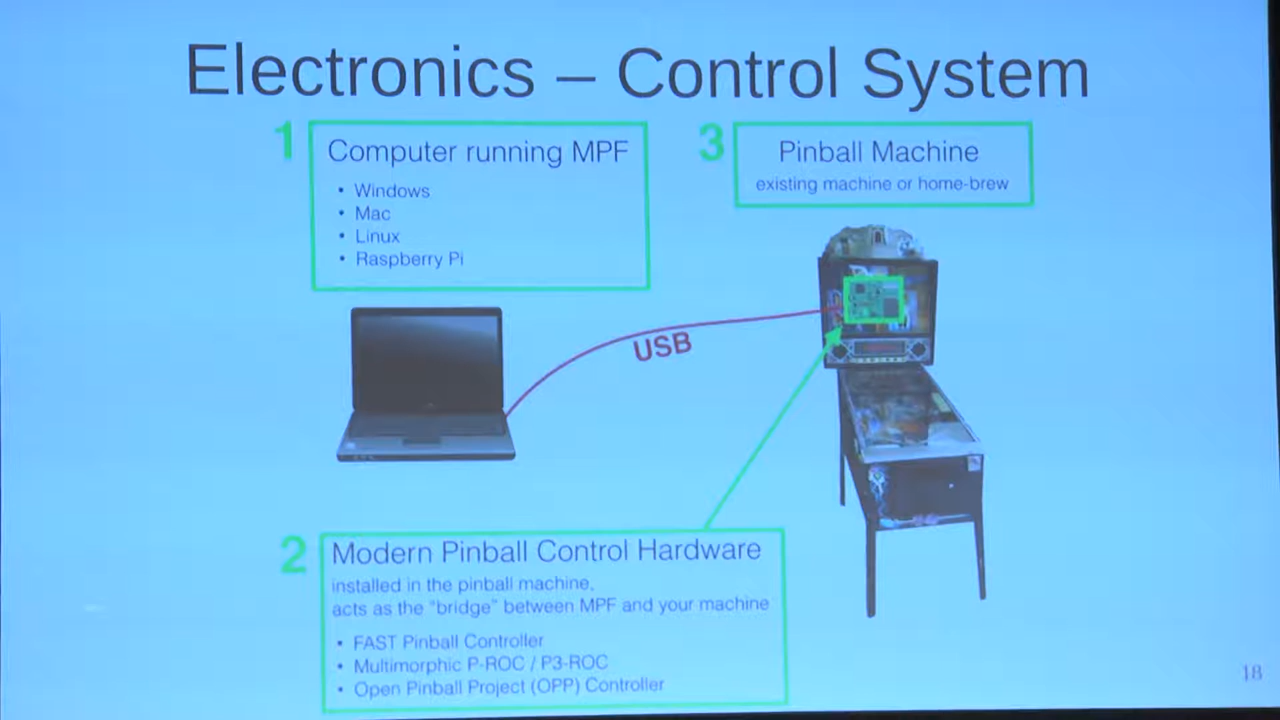 Electronics – Control System
1
Computer running MPF
• Windows
• Mac
• Linux
• Raspberry Pi
3
Pinball Machine
existing machine or home-brew
USB
2
Modern Pinball Control Hardware
installed in the pinball machine,
acts as the "bridge" between MPF and your machine
• FAST Pinball Controller
• Multimorphic P-ROC / P3-ROC
• Open Pinball Project (OPP) Controller
18